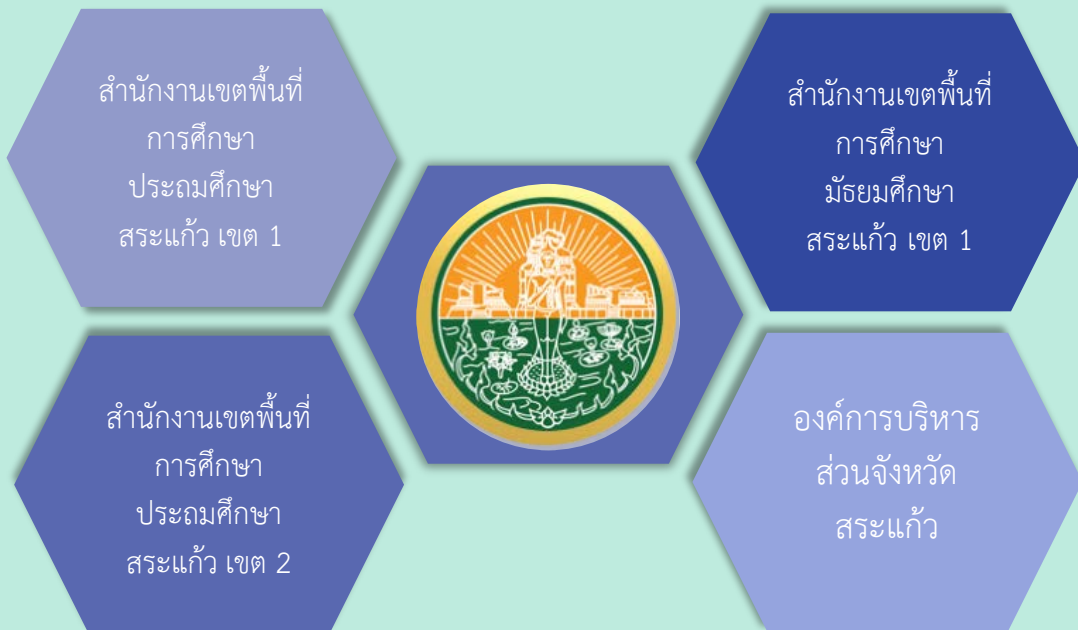 สำนักงานเขตพื้นที่
การศึกษา
ประถมศึกษา
สระแก้ว เขต 1
สำนักงานเขตพื้นที่
การศึกษา
มัธยมศึกษา
สระแก้ว เขต 1
สำนักงานเขตพื้นที่
การศึกษา
ประถมศึกษา
สระแก้ว เขต 2
องค์การบริหาร
ส่วนจังหวัด
สระแก้ว